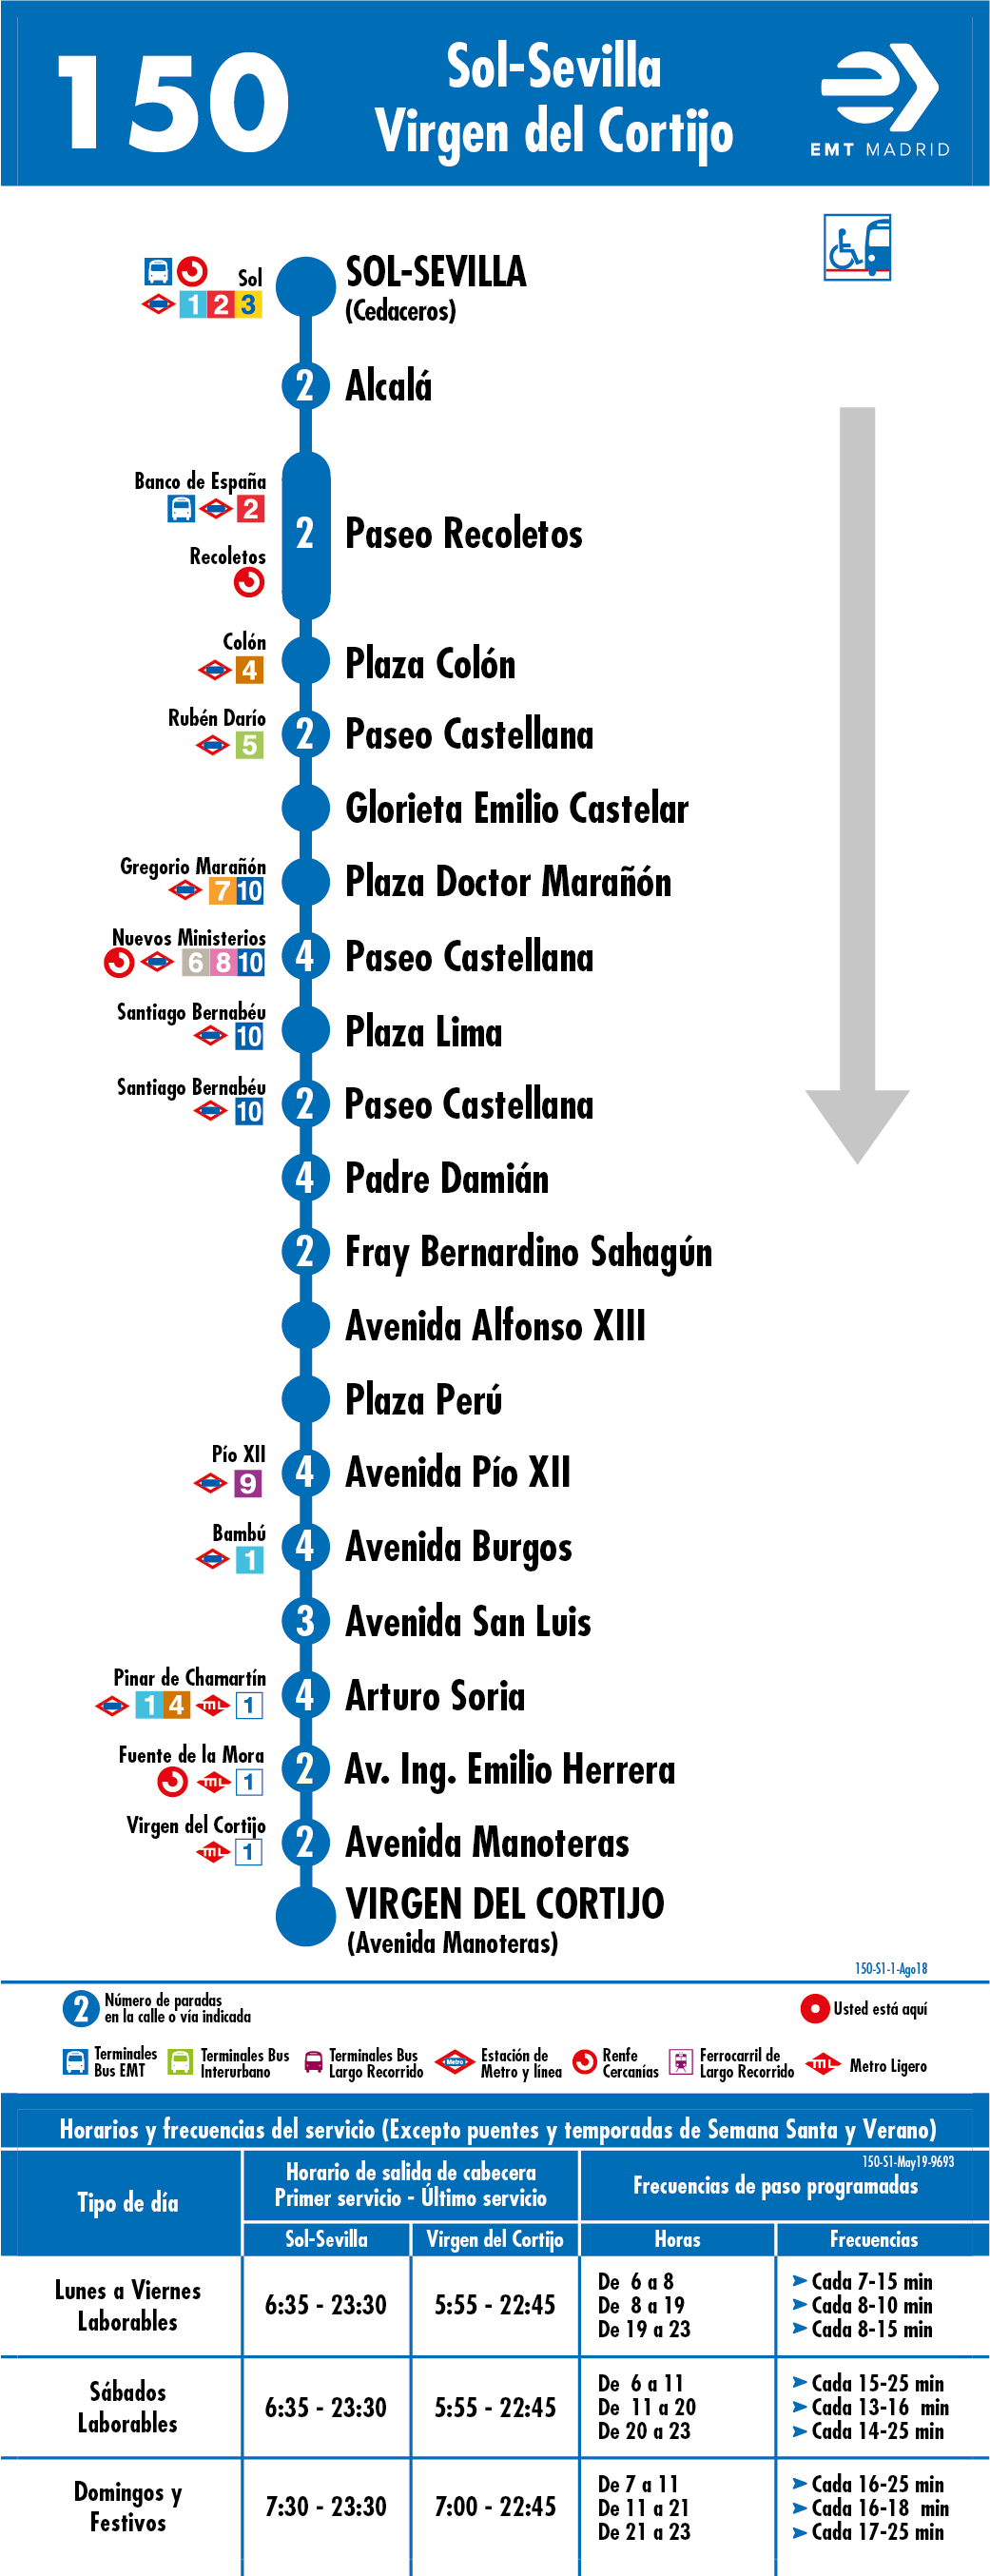 150
Sol-Sevilla
Virgen del Cortijo
EMT MADRID
Sol
1 2 3
SOL-SEVILLA
(Cedaceros)
2 Alcalá
Banco de España
2
Recoletos
2 Paseo Recoletos
Colón
4
Plaza Colón
Rubén Darío
5
2 Paseo Castellana
Glorieta Emilio Castelar
Gregorio Marañón
7 10
Plaza Doctor Marañón
Nuevos Ministerios
6 8 10
4 Paseo Castellana
Santiago Bernabéu
10
Plaza Lima
Santiago Bernabéu
10
2 Paseo Castellana
4 Padre Damián
2 Fray Bernardino Sahagún
Avenida Alfonso XIII
Plaza Perú
Pío XII
9
4 Avenida Pío XII
Bambú
1
4 Avenida Burgos
3 Avenida San Luis
Pinar de Chamartín
1 4 ML 1
4 Arturo Soria
Fuente de la Mora
ML 1
2 Av. Ing. Emilio Herrera
Virgen del Cortijo
ML 1
2 Avenida Manoteras
VIRGEN DEL CORTIJO
(Avenida Manoteras)
150-S1-1-Ago18
2 Número de paradas
en la calle o vía indicada
Usted está aquí
Terminales
Bus EMT
Terminales Bus
Interurbano
Terminales Bus
Largo Recorrido
Metro
Estación de
Metro y línea
Renfe
Cercanías
Ferrocarril de
Largo Recorrido
ML Metro Ligero
Horarios y frecuencias del servicio (Excepto puentes y temporadas de Semana Santa y Verano)
150-S1-May19-9693
Tipo de día
Horario de salida de cabecera
Primer servicio - Último servicio
Frecuencias de paso programadas
Sol-Sevilla Virgen del Cortijo Horas Frecuencias
Lunes a Viernes
Laborables
6:35 - 23:30 5:55 - 22:45
De 6 a 8 Cada 7-15 min
De 8 a 19 Cada 8-10 min
De 19 a 23 Cada 8-15 min
Sábados
Laborables
6:35 - 23:30 5:55 - 22:45
De 6 a 11 Cada 15-25 min
De 11 a 20 Cada 13-16 min
De 20 a 23 Cada 14-25 min
Domingos y
Festivos
7:30 - 23:30 7:00 - 22:45
De 7 a 11 Cada 16-25 min
De 11 a 21 Cada 16-18 min
De 21 a 23 Cada 17-25 min